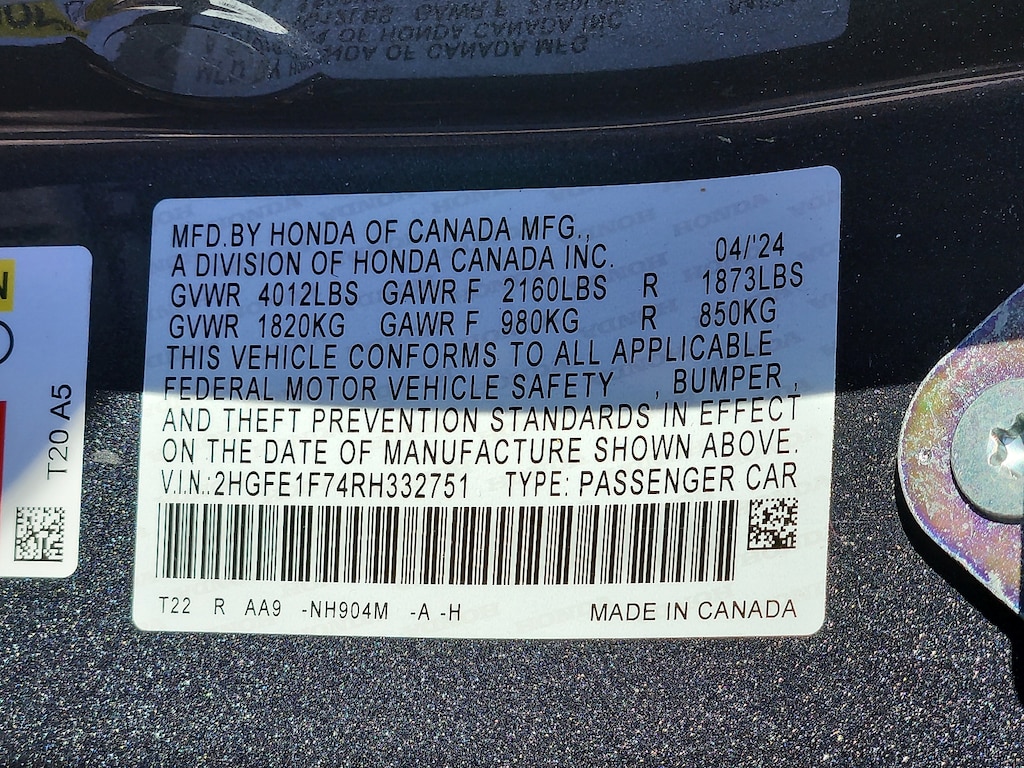 MFD.BY HONDA OF CANADA MFG.,
A DIVISION OF HONDA CANADA INC. 04/'24
GVWR 4012LBS GAWR F 2160LBS R 1873LBS
GVWR 1820KG GAWR F 980KG R 850KG
THIS VEHICLE CONFORMS TO ALL APPLICABLE
FEDERAL MOTOR VEHICLE SAFETY , BUMPER ,
AND THEFT PREVENTION STANDARDS IN EFFECT
ON THE DATE OF MANUFACTURE SHOWN ABOVE.
V.I.N.:2HGFE1F74RH332751 TYPE: PASSENGER CAR
T22 R AA9 -NH904M -A -H MADE IN CANADA
T20 A5